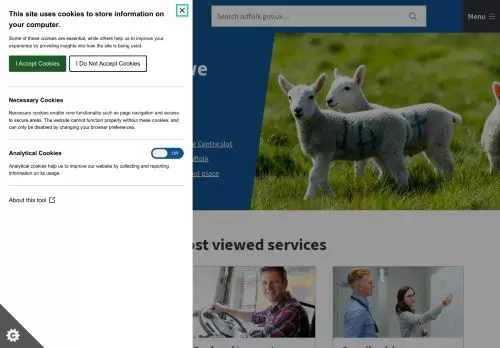 This site uses cookies to store information on
your computer.
Some of these cookies are essential, while others help us to improve your
experience by providing insights into how the site is being used.
I Accept Cookies
I Do Not Accept Cookies
Necessary Cookies
Necessary cookies enable core functionality such as page navigation and access
to secure areas. The website cannot function properly without these cookies, and
can only be disabled by changing your browser preferences.
Analytical Cookies
Off
Analytical cookies help us to improve our website by collecting and reporting
information on its usage.
About this tool
Search suffolk.gov.uk...
Menu
Centre slot
place
viewed services